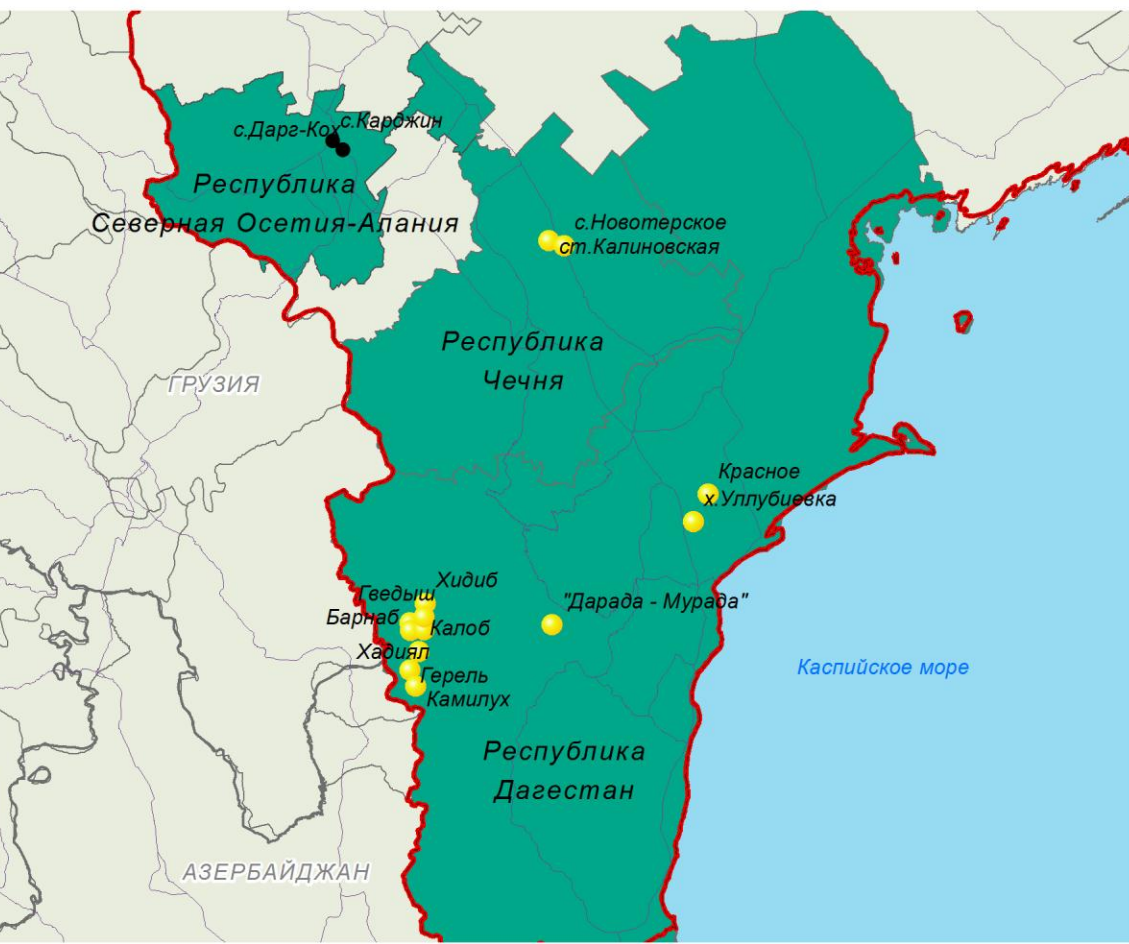 с.Дарг-Кох
с.Карджин
Республика
Северная Осетия-Алания
с.Новотерское
ст.Калиновская
Республика
Чечня
ГРУЗИЯ
Красное
х.Уллубиевка
Хидиб
Гведыш
"Дарада - Мурада"
Барнаб
Калоб
Хадиял
Герель
Камилух
Каспийское море
Республика
Дагестан
АЗЕРБАЙДЖАН